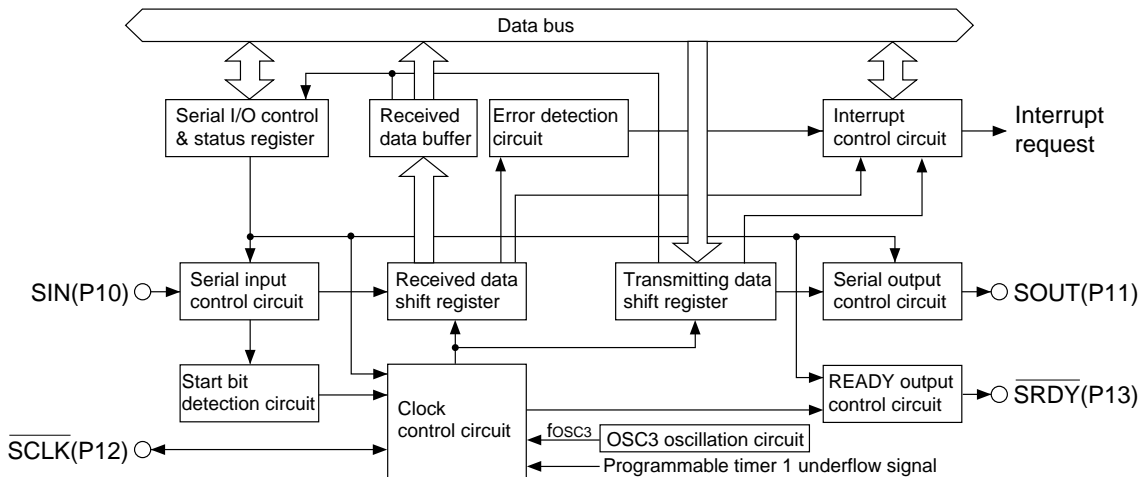 Data bus
Serial I/O control
& status register
Received
data buffer
Error detection
circuit
Interrupt
control circuit
Interrupt
request
SIN(P10)
Serial input
control circuit
Received data
shift register
Transmitting data
shift register
Serial output
control circuit
SOUT(P11)
Start bit
detection circuit
Clock
control circuit
READY output
control circuit
SRDY(P13)
SCLK(P12)
fOSC3
OSC3 oscillation circuit
Programmable timer 1 underflow signal